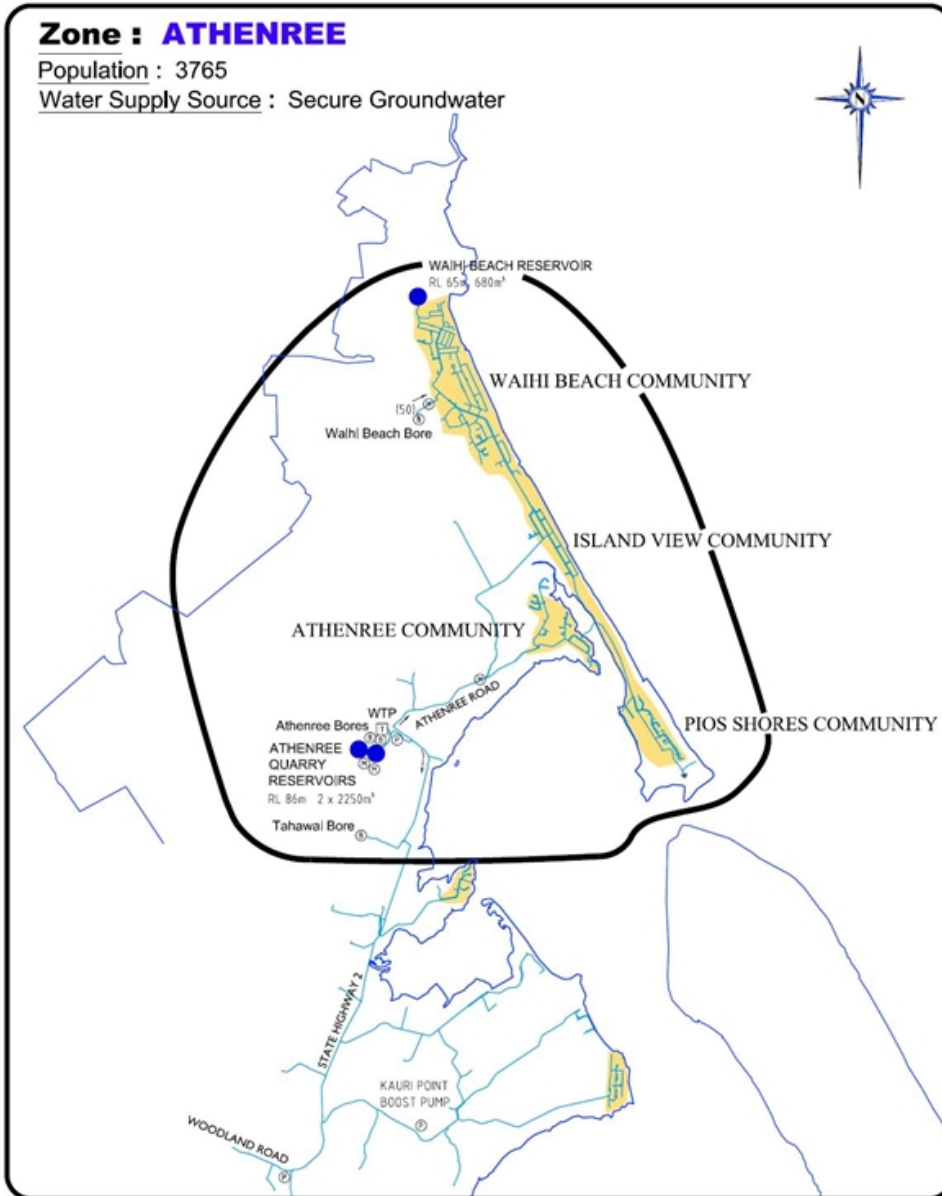 Zone : ATHENREE
Population : 3765
Water Supply Source : Secure Groundwater
N
WAIHI BEACH RESERVOIR
RL 65m, 680m³
WAIHI BEACH COMMUNITY
(50)
Waihi Beach Bore
ISLAND VIEW COMMUNITY
ATHENREE COMMUNITY
ATHENREE ROAD
WTP
T
Athenree Bores
B B P
PIOS SHORES COMMUNITY
ATHENREE
QUARRY
RESERVOIRS
M M
RL 86m 2 x 2250m³
Tahawai Bore
B
STATE HIGHWAY 2
KAURI POINT
BOOST PUMP
P
WOODLAND ROAD
P